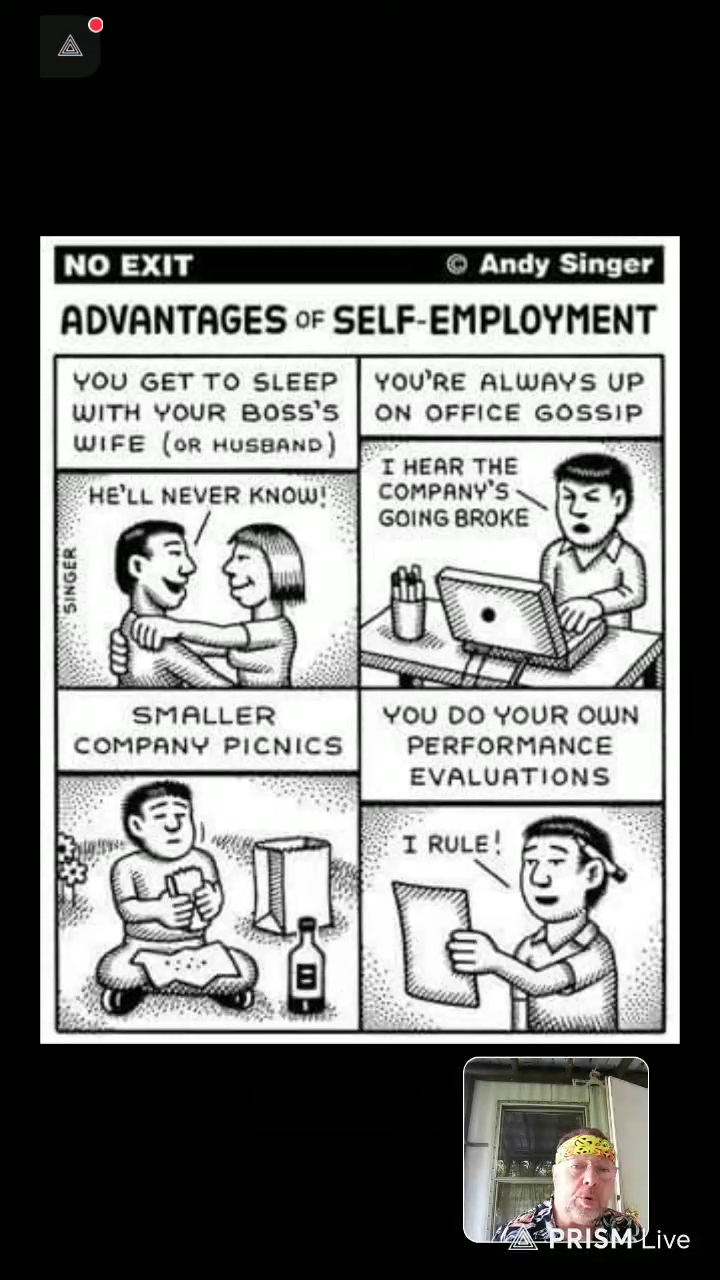 NO EXIT © Andy Singer
ADVANTAGES OF SELF-EMPLOYMENT
YOU GET TO SLEEP
WITH YOUR BOSS'S
WIFE (OR HUSBAND)
HE'LL NEVER KNOW!
SINGER
YOU'RE ALWAYS UP
ON OFFICE GOSSIP
I HEAR THE
COMPANY'S
GOING BROKE
SMALLER
COMPANY PICNICS
B
YOU DO YOUR OWN
PERFORMANCE
EVALUATIONS
I RULE!
PRISM Live